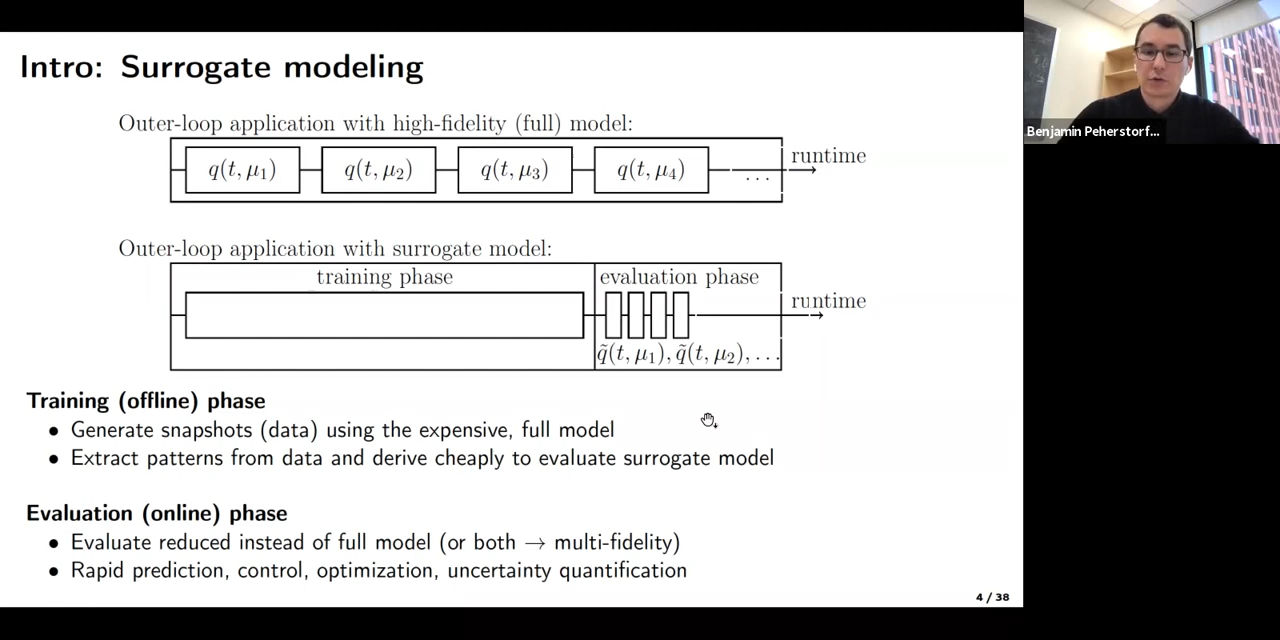 Intro: Surrogate modeling
Outer-loop application with high-fidelity (full) model:
q(t, μ₁) q(t, μ₂) q(t, μ₃) q(t, μ₄) ... runtime
Outer-loop application with surrogate model:
training phase evaluation phase
runtime
q̃(t, μ₁), q̃(t, μ₂), ...
Training (offline) phase
• Generate snapshots (data) using the expensive, full model
• Extract patterns from data and derive cheaply to evaluate surrogate model
Evaluation (online) phase
• Evaluate reduced instead of full model (or both → multi-fidelity)
• Rapid prediction, control, optimization, uncertainty quantification
4 / 38
Benjamin Peherstorf...